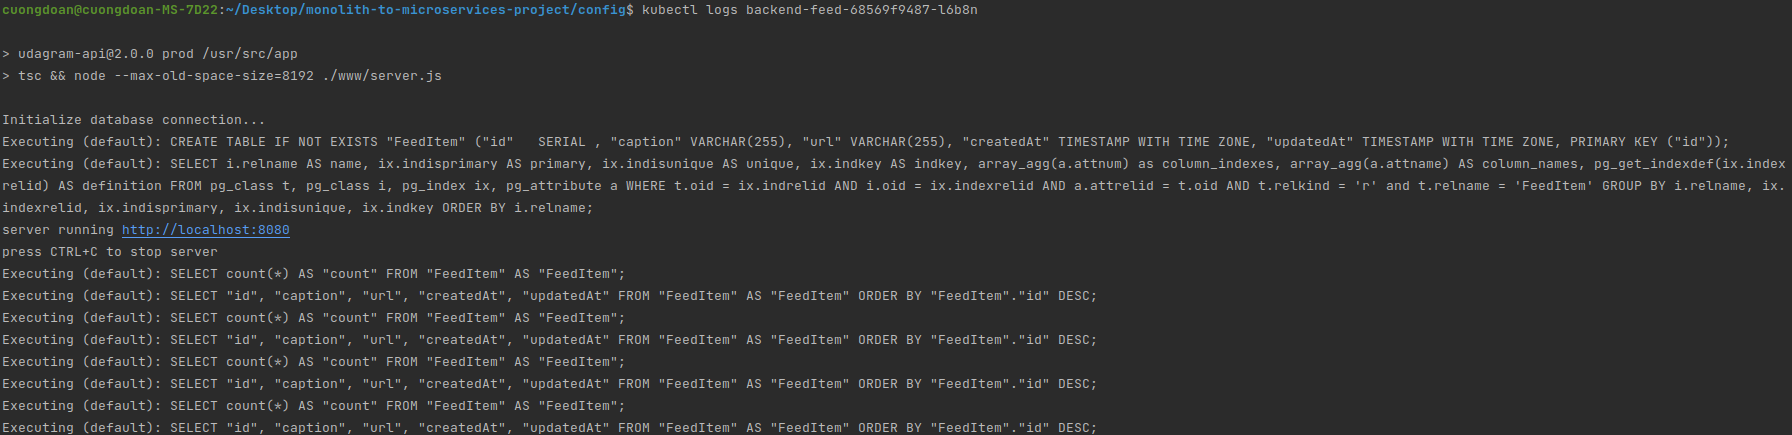 cuongdoan@cuongdoan-MS-7D22:~/Desktop/monolith-to-microservices-project/config$ kubectl logs backend-feed-68569f9487-l6b8n
> udagram-api@2.0.0 prod /usr/src/app
> tsc && node --max-old-space-size=8192 ./www/server.js
Initialize database connection...
Executing (default): CREATE TABLE IF NOT EXISTS "FeedItem" ("id"   SERIAL , "caption" VARCHAR(255), "url" VARCHAR(255), "createdAt" TIMESTAMP WITH TIME ZONE, "updatedAt" TIMESTAMP WITH TIME ZONE, PRIMARY KEY ("id"));
Executing (default): SELECT i.relname AS name, ix.indisprimary AS primary, ix.indisunique AS unique, ix.indkey AS indkey, array_agg(a.attnum) as column_indexes, array_agg(a.attname) AS column_names, pg_get_indexdef(ix.index
relid) AS definition FROM pg_class t, pg_class i, pg_index ix, pg_attribute a WHERE t.oid = ix.indrelid AND i.oid = ix.indexrelid AND a.attrelid = t.oid AND t.relkind = 'r' and t.relname = 'FeedItem' GROUP BY i.relname, ix.
indexrelid, ix.indisprimary, ix.indisunique, ix.indkey ORDER BY i.relname;
server running http://localhost:8080
press CTRL+C to stop server
Executing (default): SELECT count(*) AS "count" FROM "FeedItem" AS "FeedItem";
Executing (default): SELECT "id", "caption", "url", "createdAt", "updatedAt" FROM "FeedItem" AS "FeedItem" ORDER BY "FeedItem"."id" DESC;
Executing (default): SELECT count(*) AS "count" FROM "FeedItem" AS "FeedItem";
Executing (default): SELECT "id", "caption", "url", "createdAt", "updatedAt" FROM "FeedItem" AS "FeedItem" ORDER BY "FeedItem"."id" DESC;
Executing (default): SELECT count(*) AS "count" FROM "FeedItem" AS "FeedItem";
Executing (default): SELECT "id", "caption", "url", "createdAt", "updatedAt" FROM "FeedItem" AS "FeedItem" ORDER BY "FeedItem"."id" DESC;
Executing (default): SELECT count(*) AS "count" FROM "FeedItem" AS "FeedItem";
Executing (default): SELECT "id", "caption", "url", "createdAt", "updatedAt" FROM "FeedItem" AS "FeedItem" ORDER BY "FeedItem"."id" DESC;